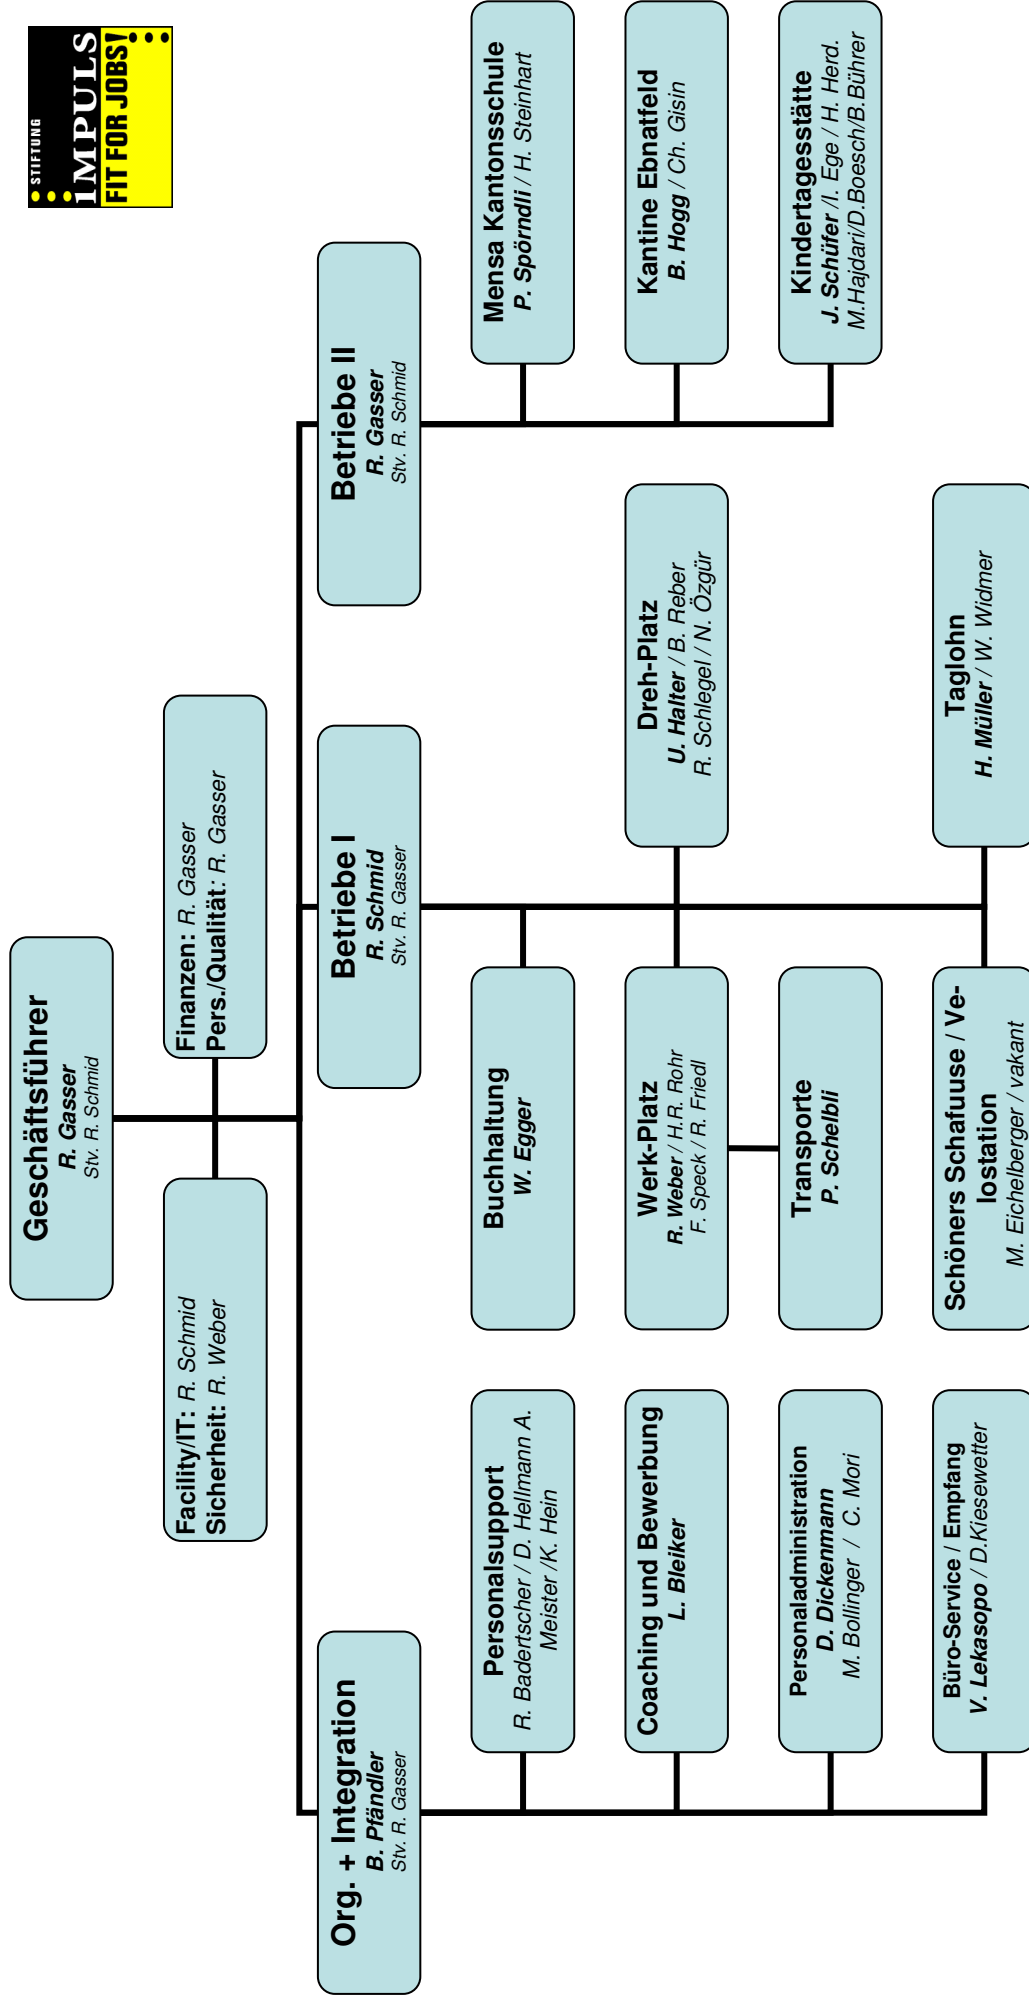 STIFTUNG
iMPULS
FIT FOR JOBS!
Geschäftsführer
R. Gasser
Stv. R. Schmid
Facility/IT: R. Schmid
Sicherheit: R. Weber
Finanzen: R. Gasser
Pers./Qualität: R. Gasser
Org. + Integration
B. Pfändler
Stv. R. Gasser
Betriebe I
R. Schmid
Stv. R. Gasser
Betriebe II
R. Gasser
Stv. R. Schmid
Personalsupport
R. Badertscher / D. Hellmann A.
Meister /K. Hein
Coaching und Bewerbung
L. Bleiker
Personaladministration
D. Dickenmann
M. Bollinger / C. Mori
Büro-Service / Empfang
V. Lekasopo / D.Kiesewetter
Buchhaltung
W. Egger
Werk-Platz
R. Weber / H.R. Rohr
F. Speck / R. Friedl
Transporte
P. Schelbli
Schöners Schafuuse / Ve-
lostation
M. Eichelberger / vakant
Dreh-Platz
U. Halter / B. Reber
R. Schlegel / N. Özgür
Taglohn
H. Müller / W. Widmer
Mensa Kantonsschule
P. Spörndli / H. Steinhart
Kantine Ebnatfeld
B. Hogg / Ch. Gisin
Kindertagesstätte
J. Schüfer /I. Ege / H. Herd.
M.Hajdari/D.Boesch/B.Bührer